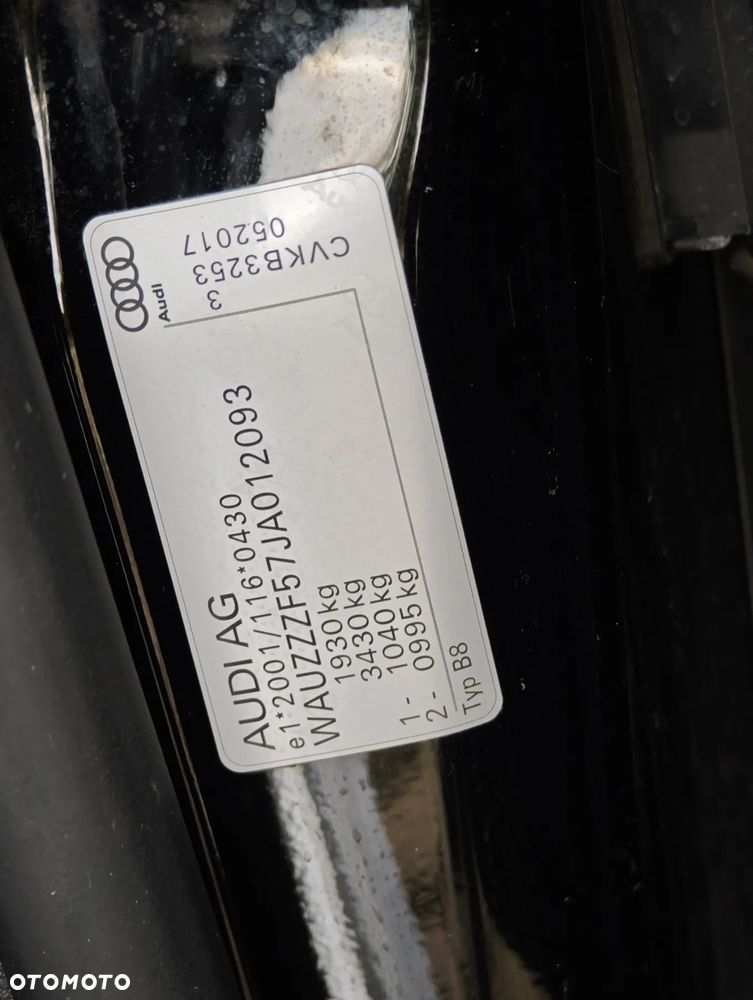 AUDI AG
e1*2001/116*0430
WAUZZZF57JA012093
1930 kg
3430 kg
1 - 1040 kg
2 - 0995 kg
Typ B8
Audi
3
052017
CVKB3253
OTOMOTO